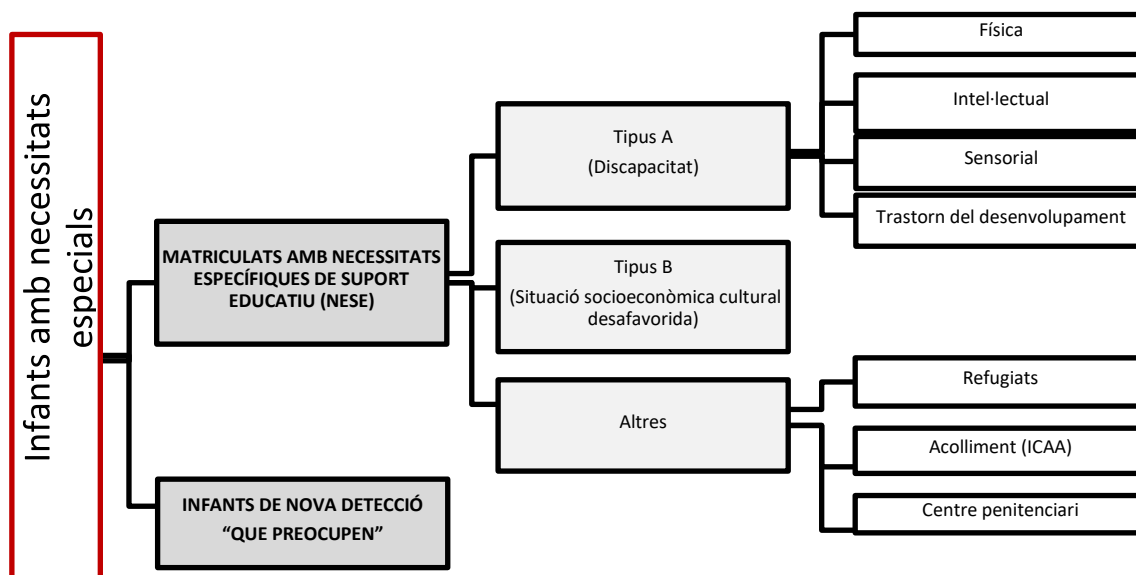 Infants amb necessitats
especials
MATRICULATS AMB NECESSITATS
ESPECÍFIQUES DE SUPORT
EDUCATIU (NESE)
INFANTS DE NOVA DETECCIÓ
“QUE PREOCUPEN”
Tipus A
(Discapacitat)
Tipus B
(Situació socioeconòmica cultural
desafavorida)
Altres
Física
Intel·lectual
Sensorial
Trastorn del desenvolupament
Refugiats
Acolliment (ICAA)
Centre penitenciari